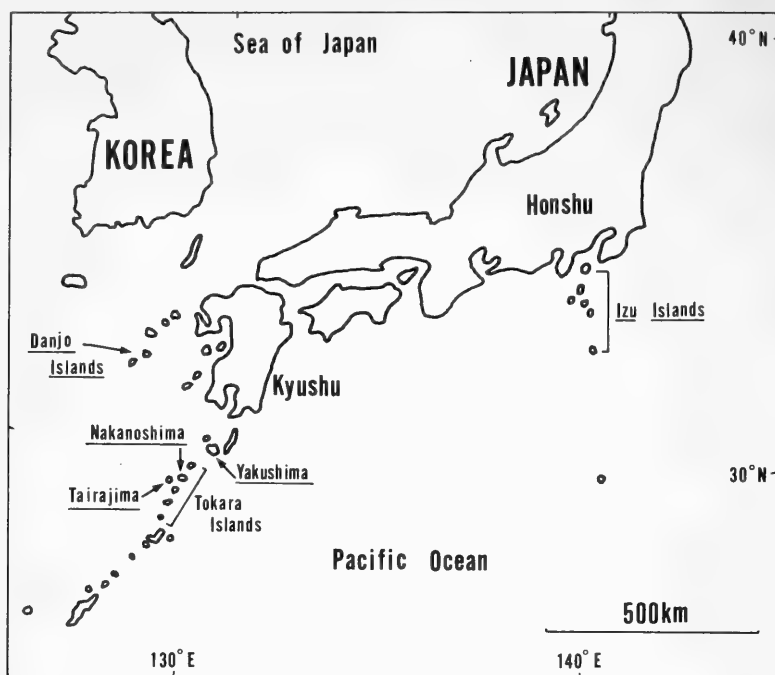 Sea of Japan
40°N
JAPAN
KOREA
Honshu
Izu Islands
Danjo
Islands
Kyushu
Nakanoshima
Yakushima
30°N
Tairajima
Tokara
Islands
Pacific Ocean
500km
130°E
140°E